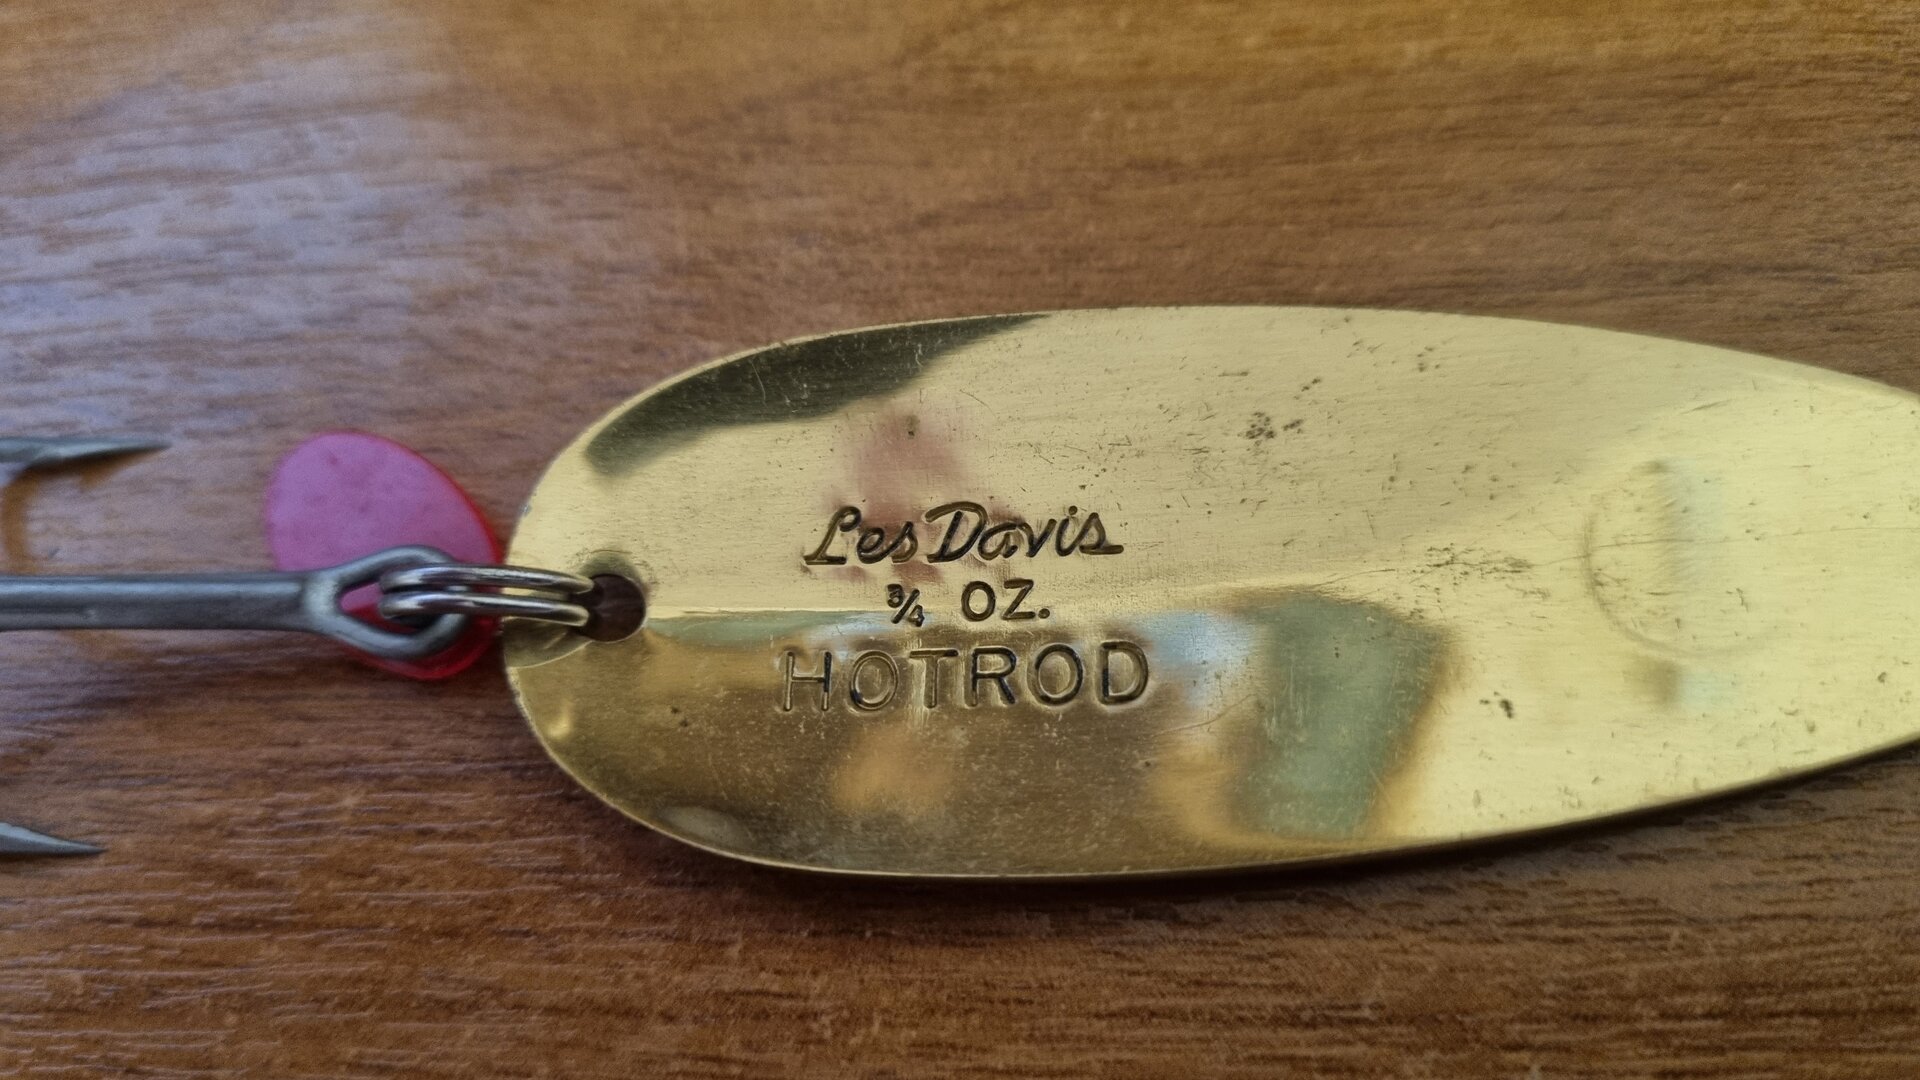 Les Davis
¾ OZ.
HOTROD